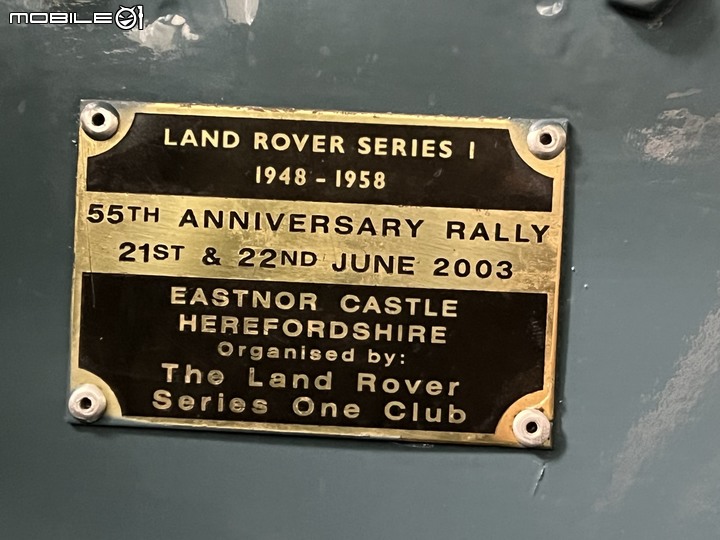 MOBILE01
LAND ROVER SERIES I
1948 - 1958
55TH ANNIVERSARY RALLY
21ST & 22ND JUNE 2003
EASTNOR CASTLE
HEREFORDSHIRE
Organised by:
The Land Rover
Series One Club